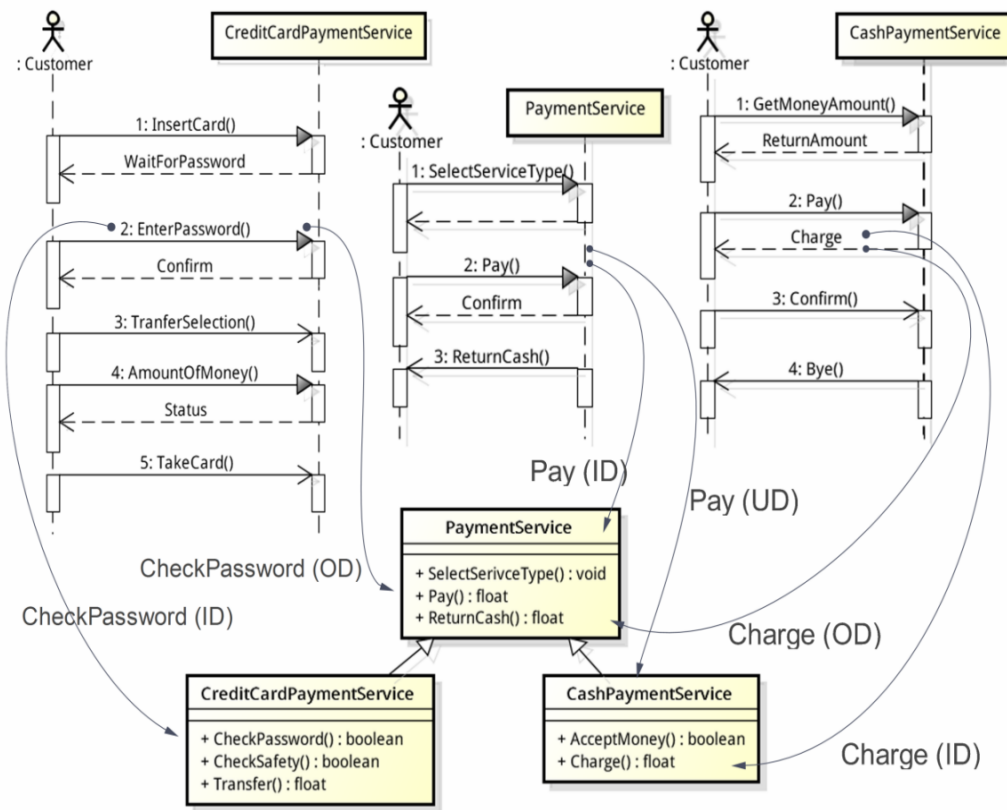 : Customer
CreditCardPaymentService
1: InsertCard()
WaitForPassword
2: EnterPassword()
Confirm
3: TranferSelection()
4: AmountOfMoney()
Status
5: TakeCard()
: Customer
PaymentService
1: SelectServiceType()
2: Pay()
Confirm
3: ReturnCash()
: Customer
CashPaymentService
1: GetMoneyAmount()
ReturnAmount
2: Pay()
Charge
3: Confirm()
4: Bye()
Pay (ID)
Pay (UD)
CheckPassword (OD)
CheckPassword (ID)
Charge (OD)
Charge (ID)
PaymentService
+ SelectSerivceType() : void
+ Pay() : float
+ ReturnCash() : float
CreditCardPaymentService
+ CheckPassword() : boolean
+ CheckSafety() : boolean
+ Transfer() : float
CashPaymentService
+ AcceptMoney() : boolean
+ Charge() : float